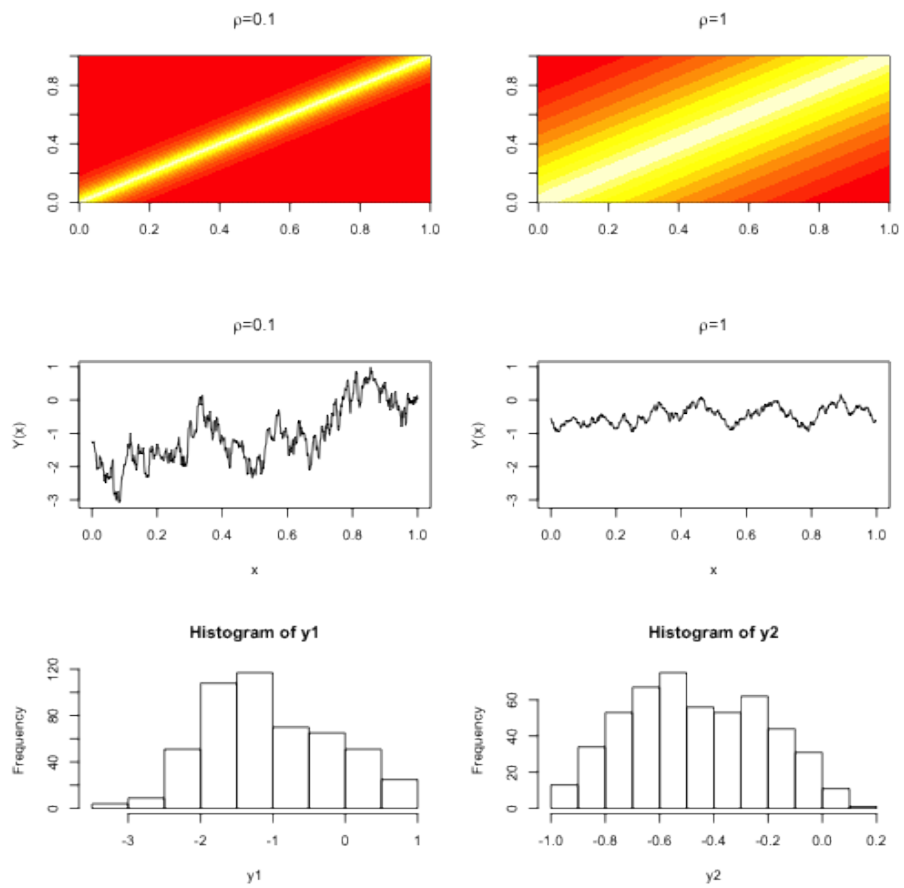 ρ=0.1
ρ=1
0.0 0.4 0.8
0.0 0.2 0.4 0.6 0.8 1.0
0.0 0.4 0.8
0.0 0.2 0.4 0.6 0.8 1.0
ρ=0.1
ρ=1
Y(x)
1
0
-1
-2
-3
0.0 0.2 0.4 0.6 0.8 1.0
x
Y(x)
1
0
-1
-2
-3
0.0 0.2 0.4 0.6 0.8 1.0
x
Histogram of y1
Frequency
0 40 80 120
-3 -2 -1 0 1
y1
Histogram of y2
Frequency
0 20 40 60
-1.0 -0.8 -0.6 -0.4 -0.2 0.0 0.2
y2